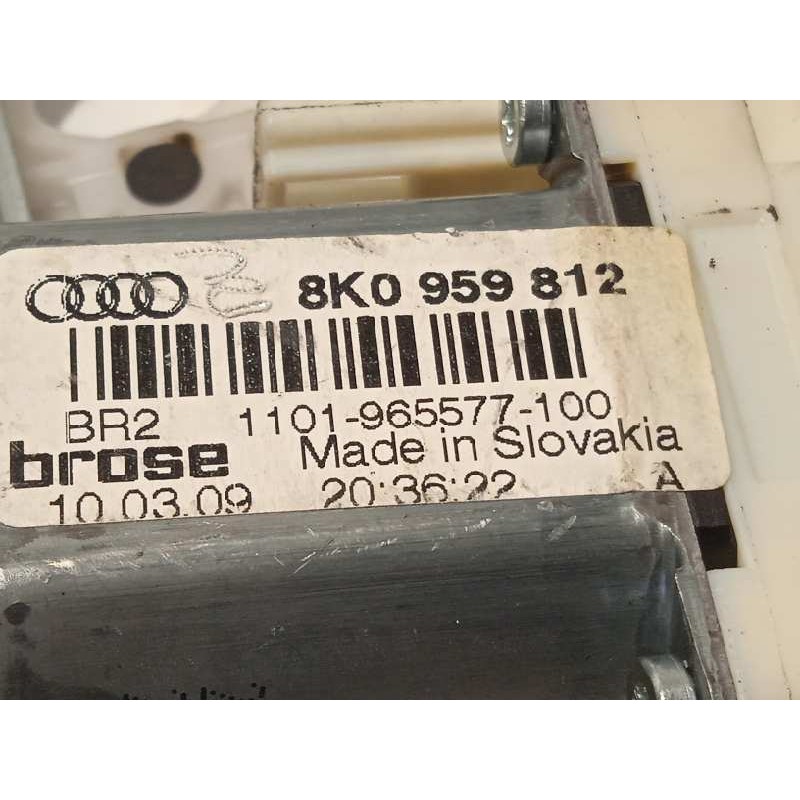 8K0 959 812
BR2 1101-965577-100
brose Made in Slovakia
10.03.09 20:36:22 A